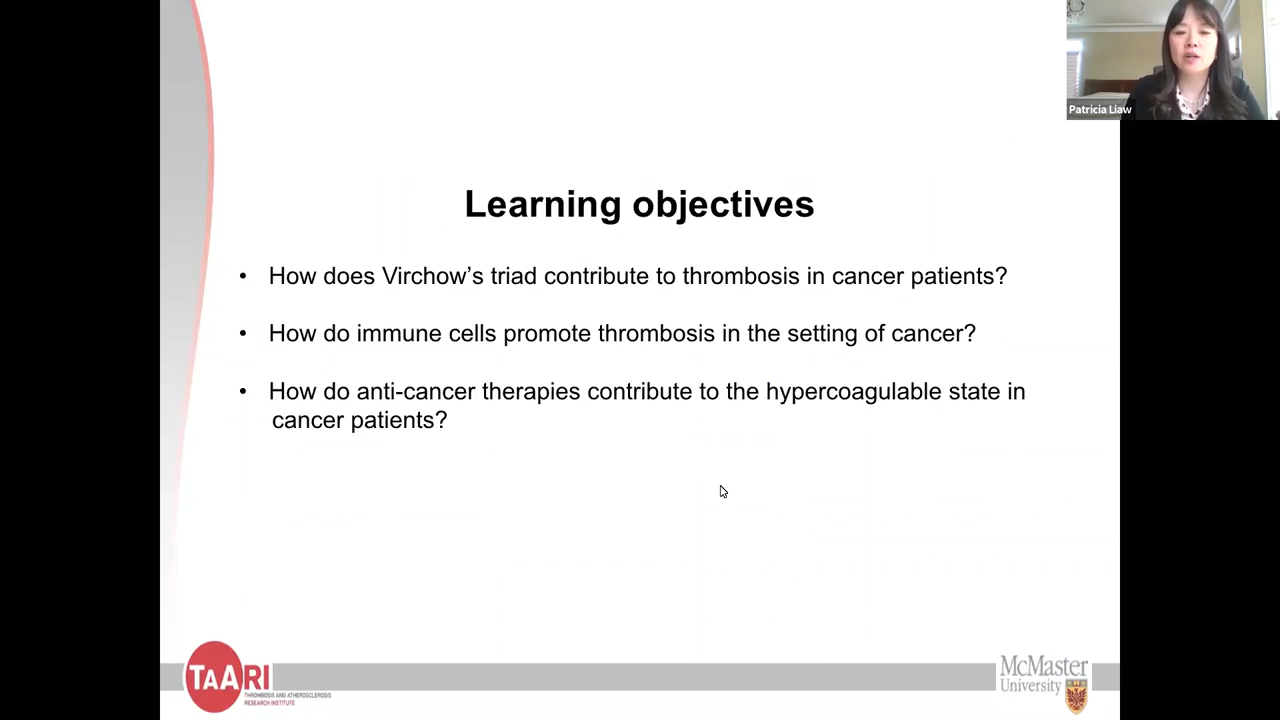 Patricia Liaw
Learning objectives
• How does Virchow’s triad contribute to thrombosis in cancer patients?
• How do immune cells promote thrombosis in the setting of cancer?
• How do anti-cancer therapies contribute to the hypercoagulable state in
cancer patients?
TAARI
THROMBOSIS AND ATHEROSCLEROSIS
RESEARCH INSTITUTE
McMaster
University